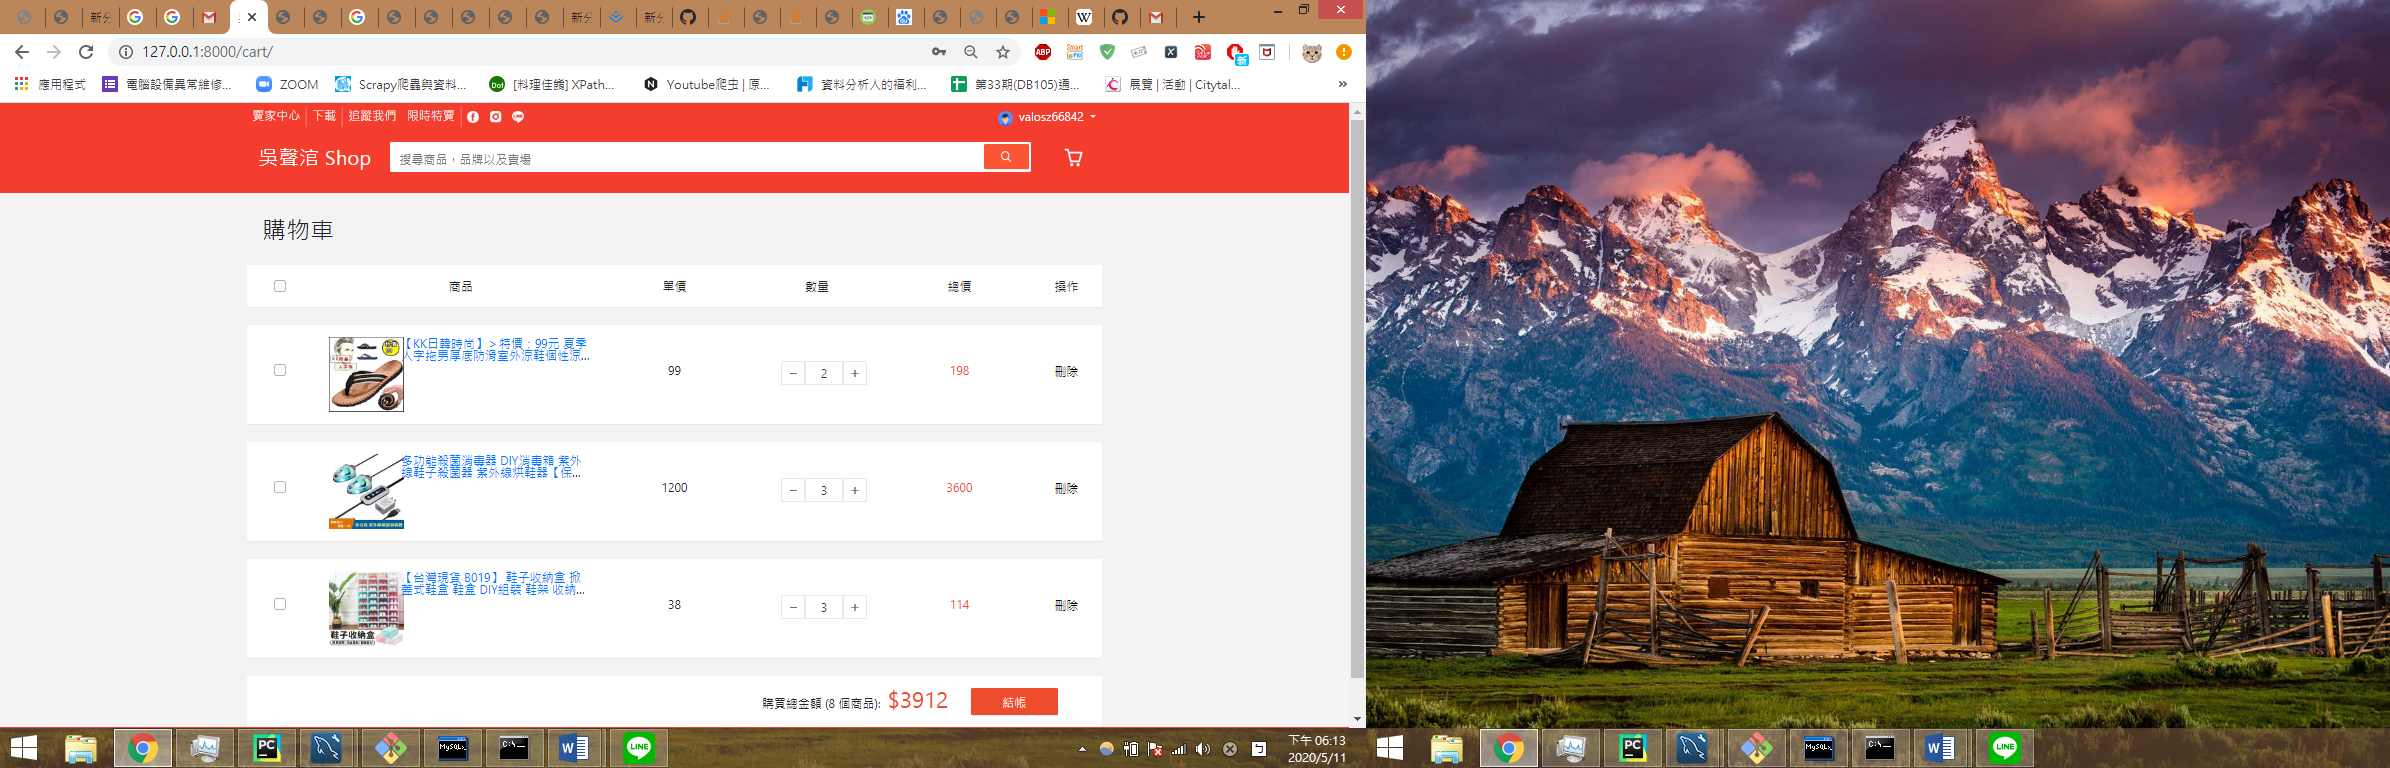 新分
新分
新分
127.0.0.1:8000/cart/
新
應用程式
電腦設備異常維修...
ZOOM
Scrapy爬蟲與資料...
[料理佳餚] XPath...
Youtube爬虫 | 原...
資料分析人的福利...
第33期(DB105)通...
展覽 | 活動 | Citytal...
»
賣家中心 下載 追蹤我們 限時特賣
valosz66842
吳聲涫 Shop
搜尋商品，品牌以及賣場
購物車
商品 單價 數量 總價 操作
【KK日韓時尚】 > 特價：99元 夏季
人字拖男厚底防滑室外涼鞋個性涼...
99 − 2 + 198 刪除
多功能殺菌消毒器 DIY消毒箱 紫外
線鞋子殺菌器 紫外線烘鞋器【保...
1200 − 3 + 3600 刪除
【台灣現貨 B019】 鞋子收納盒 掀
蓋式鞋盒 鞋盒 DIY組裝 鞋架 收納...
鞋子收納盒
38 − 3 + 114 刪除
購買總金額 (8 個商品): $3912 結帳
下午 06:13
2020/5/11